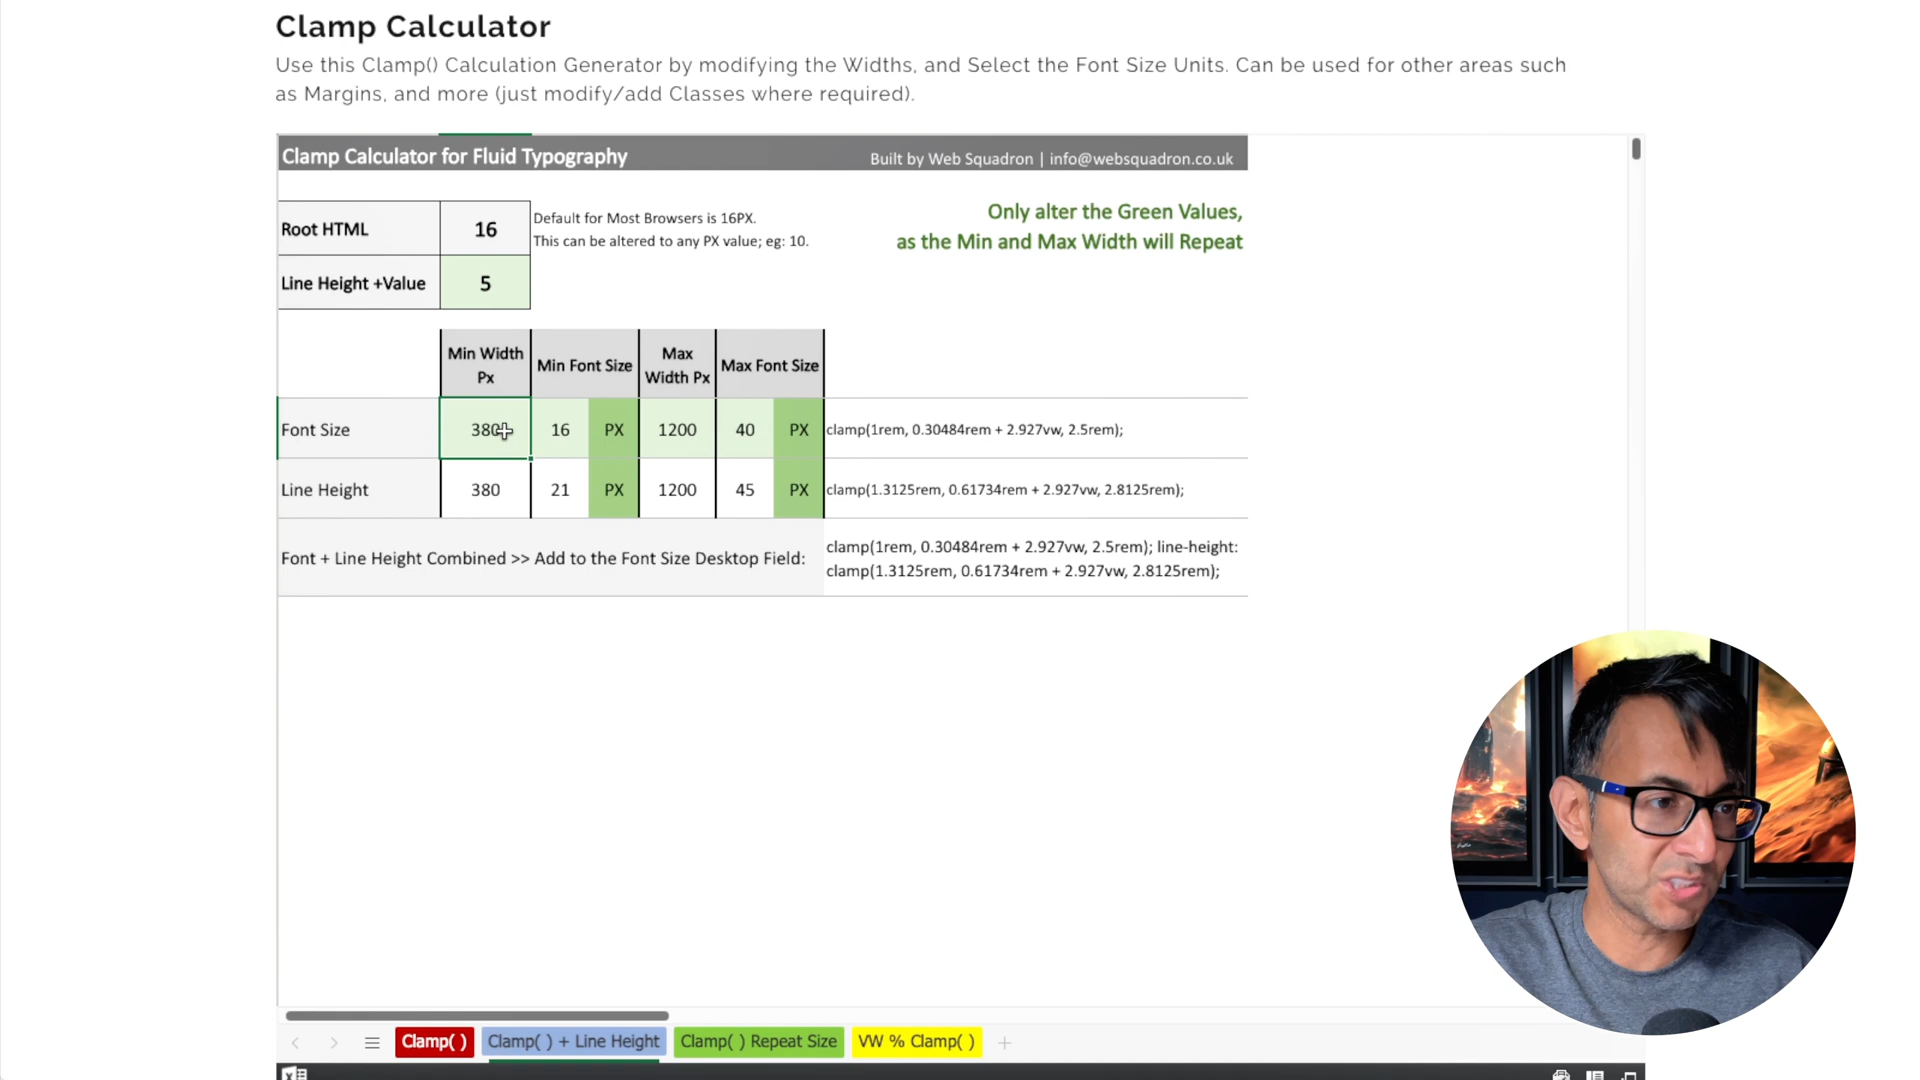 Clamp Calculator
Use this Clamp() Calculation Generator by modifying the Widths, and Select the Font Size Units. Can be used for other areas such
as Margins, and more (just modify/add Classes where required).
Clamp Calculator for Fluid Typography
Built by Web Squadron | info@websquadron.co.uk
Root HTML
16
Default for Most Browsers is 16PX.
This can be altered to any PX value; eg: 10.
Only alter the Green Values,
as the Min and Max Width will Repeat
Line Height +Value
5
Min Width
Px
Min Font Size
Max
Width Px
Max Font Size
Font Size
380
16
PX
1200
40
PX
clamp(1rem, 0.30484rem + 2.927vw, 2.5rem);
Line Height
380
21
PX
1200
45
PX
clamp(1.3125rem, 0.61734rem + 2.927vw, 2.8125rem);
Font + Line Height Combined >> Add to the Font Size Desktop Field:
clamp(1rem, 0.30484rem + 2.927vw, 2.5rem); line-height:
clamp(1.3125rem, 0.61734rem + 2.927vw, 2.8125rem);
Clamp( )
Clamp( ) + Line Height
Clamp( ) Repeat Size
VW % Clamp( )